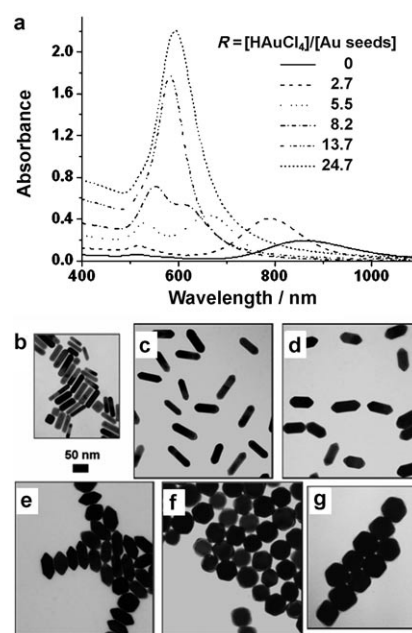 a
R = [HAuCl4]/[Au seeds]
0
2.7
5.5
8.2
13.7
24.7
Absorbance
2.0
1.6
1.2
0.8
0.4
0.0
400 600 800 1000
Wavelength / nm
b
50 nm
c
d
e
f
g